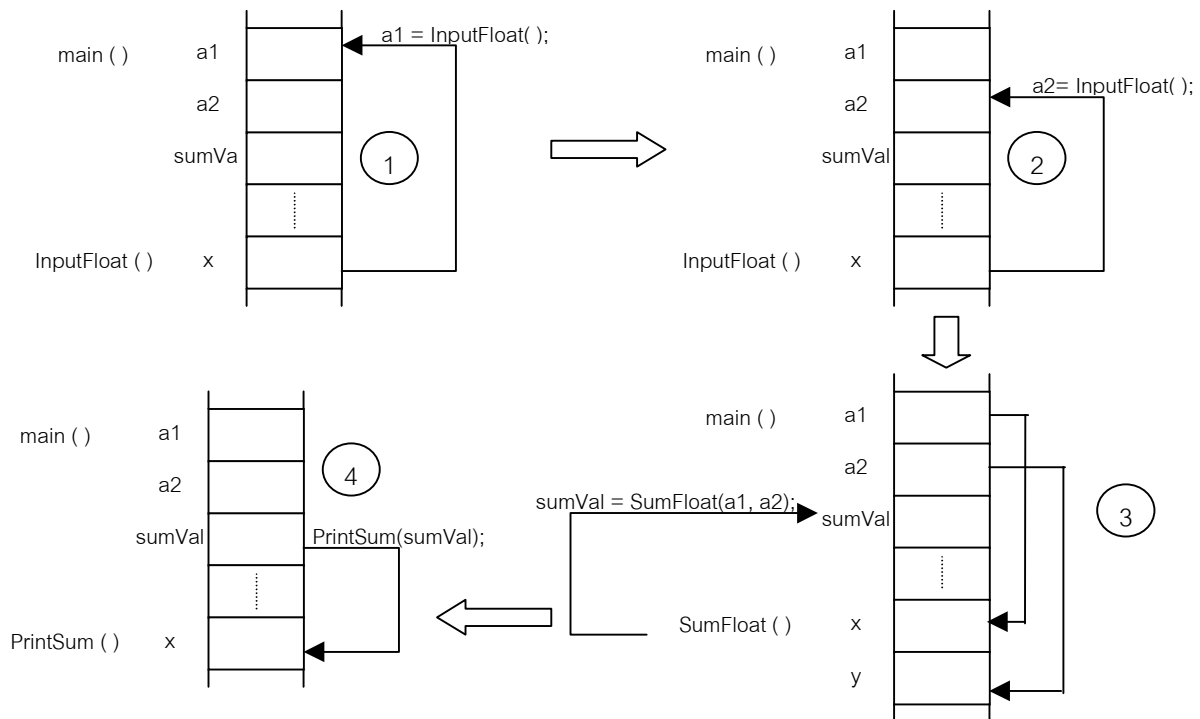 a1 = InputFloat( );
main ( )
a1
a2
sumVa
1
InputFloat ( )
x
main ( )
a1
a2= InputFloat( );
a2
sumVal
2
InputFloat ( )
x
main ( )
a1
a2
sumVal = SumFloat(a1, a2);
sumVal
3
SumFloat ( )
x
y
main ( )
a1
4
a2
sumVal
PrintSum(sumVal);
PrintSum ( )
x